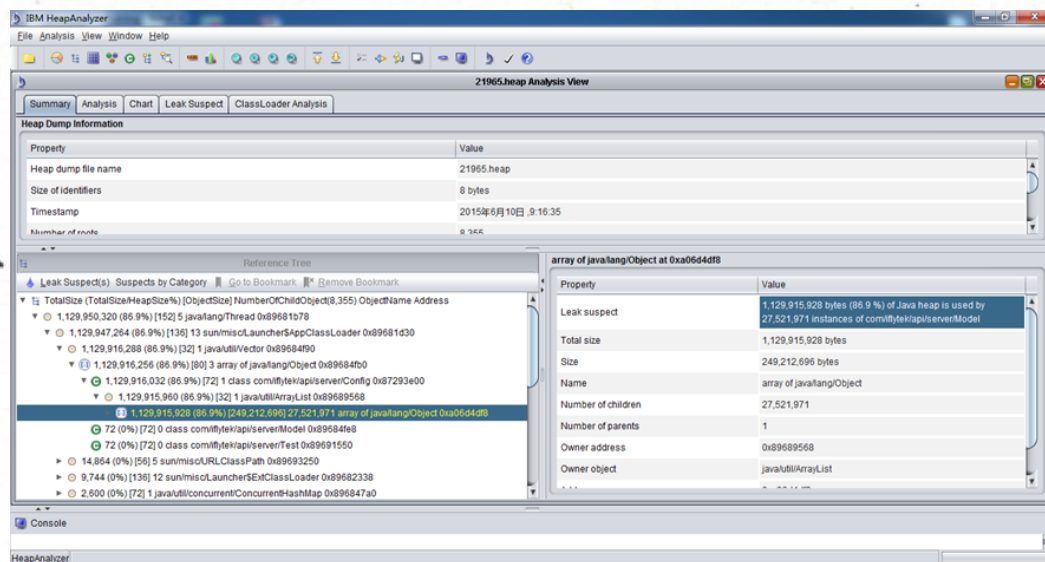 IBM HeapAnalyzer
File Analysis View Window Help
21965.heap Analysis View
Summary Analysis Chart Leak Suspect ClassLoader Analysis
Heap Dump Information
Property Value
Heap dump file name 21965.heap
Size of identifiers 8 bytes
Timestamp 2015年6月10日 ,9:16:35
Number of roots 8,355
Reference Tree
Leak Suspect(s) Suspects by Category Go to Bookmark Remove Bookmark
TotalSize (TotalSize/HeapSize%) [ObjectSize] NumberOfChildObject(8,355) ObjectName Address
1,129,950,320 (86.9%) [152] 5 java/lang/Thread 0x89681b78
1,129,947,264 (86.9%) [136] 13 sun/misc/Launcher$AppClassLoader 0x89681d30
1,129,916,288 (86.9%) [32] 1 java/util/Vector 0x89684f90
1,129,916,256 (86.9%) [80] 3 array of java/lang/Object 0x89684fb0
1,129,916,032 (86.9%) [72] 1 class com/iflytek/api/server/Config 0x87293e00
1,129,915,960 (86.9%) [32] 1 java/util/ArrayList 0x89689568
1,129,915,928 (86.9%) [249,212,696] 27,521,971 array of java/lang/Object 0xa06d4df8
72 (0%) [72] 0 class com/iflytek/api/server/Model 0x89684fe8
72 (0%) [72] 0 class com/iflytek/api/server/Test 0x89691550
14,864 (0%) [56] 5 sun/misc/URLClassPath 0x89693250
9,744 (0%) [136] 12 sun/misc/Launcher$ExtClassLoader 0x89682338
2,600 (0%) [72] 1 java/util/concurrent/ConcurrentHashMap 0x896847a0
array of java/lang/Object at 0xa06d4df8
Property Value
Leak suspect 1,129,915,928 bytes (86.9 %) of Java heap is used by
27,521,971 instances of com/iflytek/api/server/Model
Total size 1,129,915,928 bytes
Size 249,212,696 bytes
Name array of java/lang/Object
Number of children 27,521,971
Number of parents 1
Owner address 0x89689568
Owner object java/util/ArrayList
Console
HeapAnalyzer